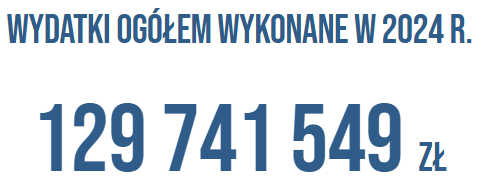 WYDATKI OGÓŁEM WYKONANE W 2024 R.
129 741 549 ZŁ